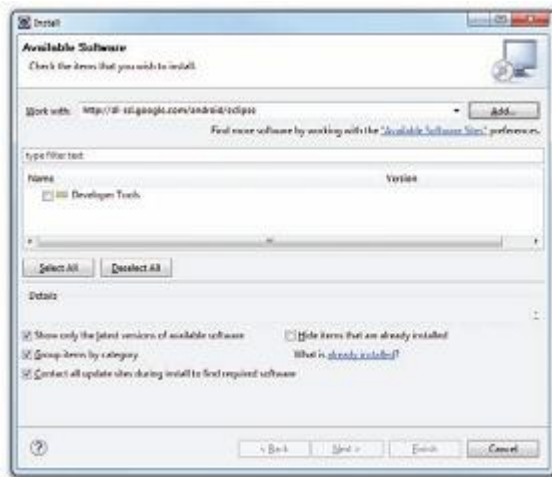 Install
Available Software
Check the items that you wish to install.
Work with: http://dl-ssl.google.com/android/eclipse
Add...
Find more software by working with the "Available Software Sites" preferences.
type filter text
Name Version
Developer Tools
Select All Deselect All
Details
Show only the latest versions of available software Hide items that are already installed
Group items by category What is already installed?
Contact all update sites during install to find required software
< Back Next > Finish Cancel